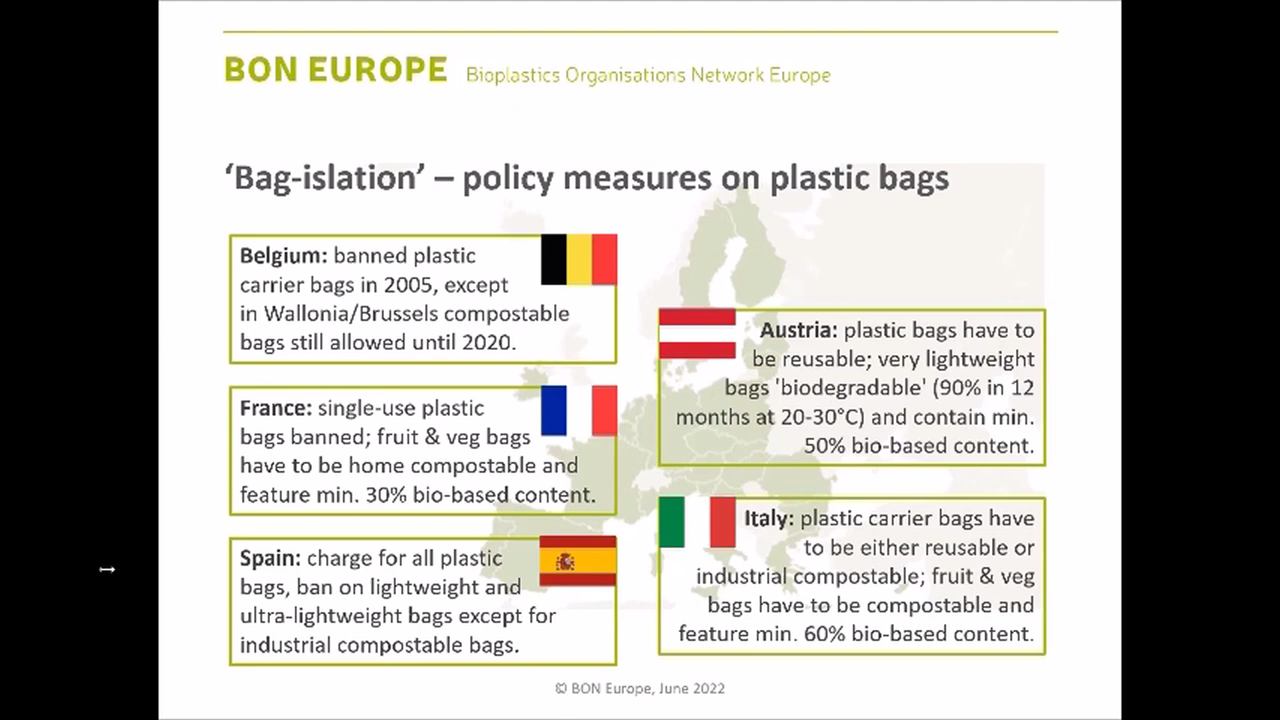 BON EUROPE Bioplastics Organisations Network Europe
‘Bag-islation’ – policy measures on plastic bags
Belgium: banned plastic
carrier bags in 2005, except
in Wallonia/Brussels compostable
bags still allowed until 2020.
France: single-use plastic
bags banned; fruit & veg bags
have to be home compostable and
feature min. 30% bio-based content.
Spain: charge for all plastic
bags, ban on lightweight and
ultra-lightweight bags except for
industrial compostable bags.
Austria: plastic bags have to
be reusable; very lightweight
bags 'biodegradable' (90% in 12
months at 20-30°C) and contain min.
50% bio-based content.
Italy: plastic carrier bags have
to be either reusable or
industrial compostable; fruit & veg
bags have to be compostable and
feature min. 60% bio-based content.
© BON Europe, June 2022